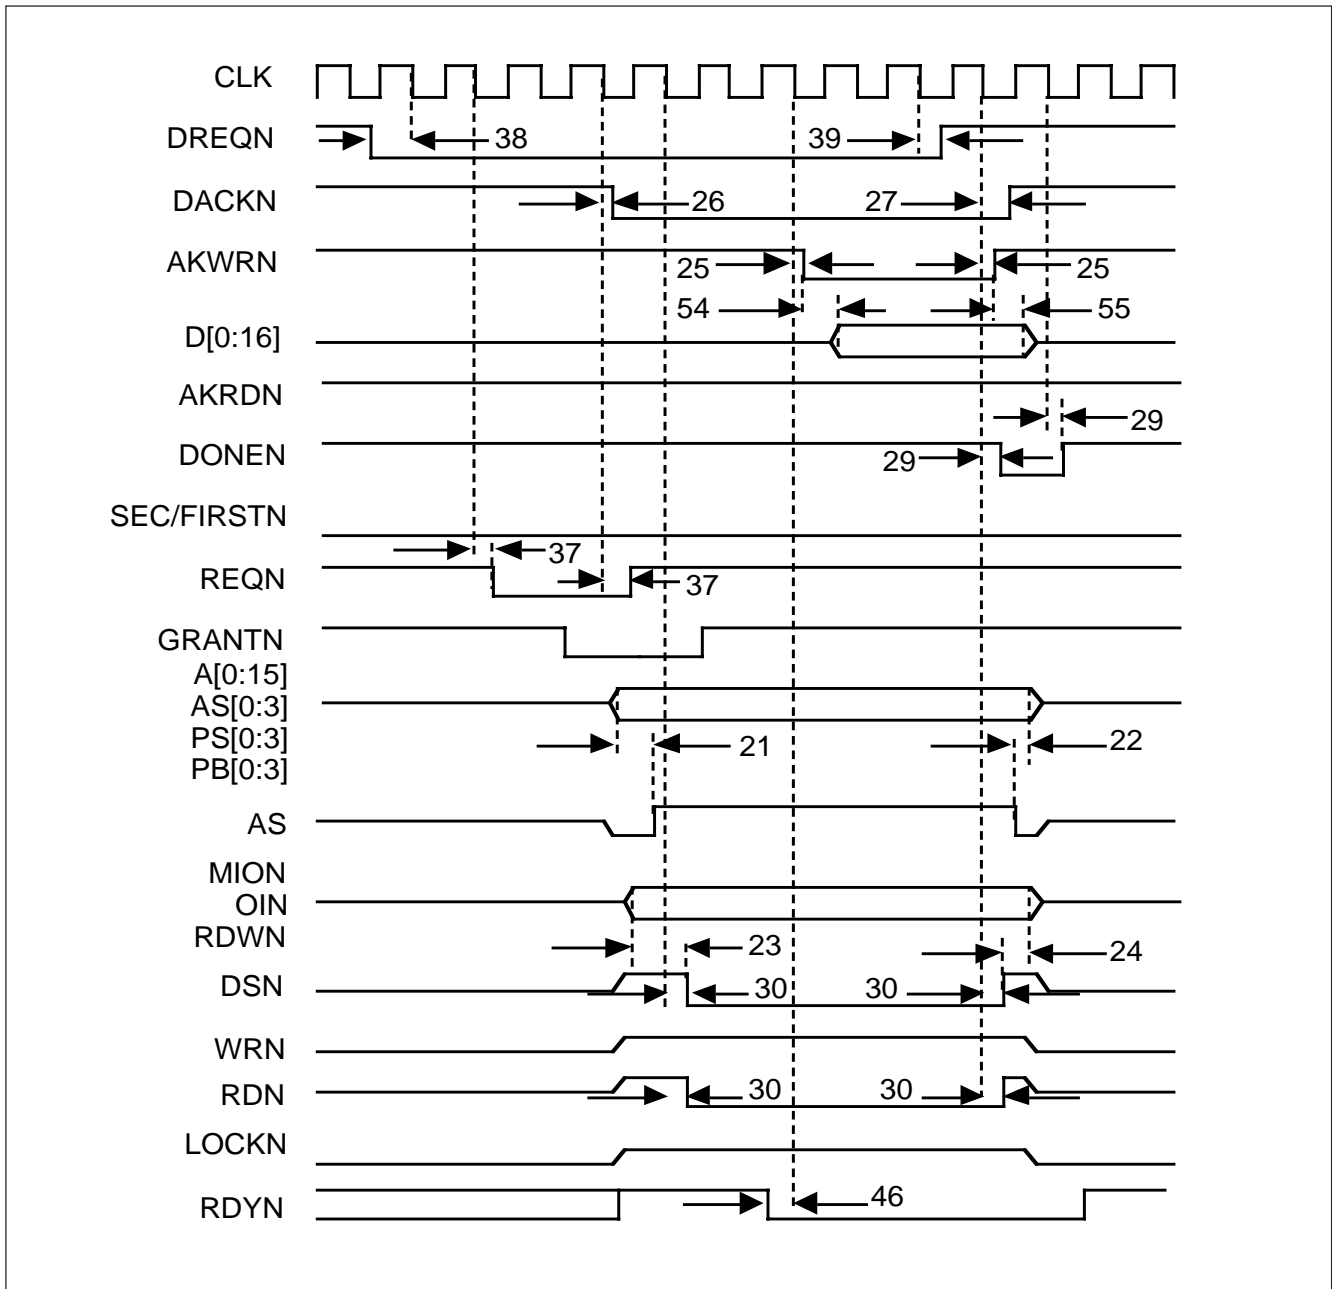 CLK
DREQN 38 39
DACKN 26 27
AKWRN 25 25
54 55
D[0:16]
AKRDN
29
DONEN 29
SEC/FIRSTN
37
REQN 37
GRANTN
A[0:15]
AS[0:3]
PS[0:3] 21 22
PB[0:3]
AS
MION
OIN
RDWN 23 24
DSN 30 30
WRN
RDN 30 30
LOCKN
RDYN 46